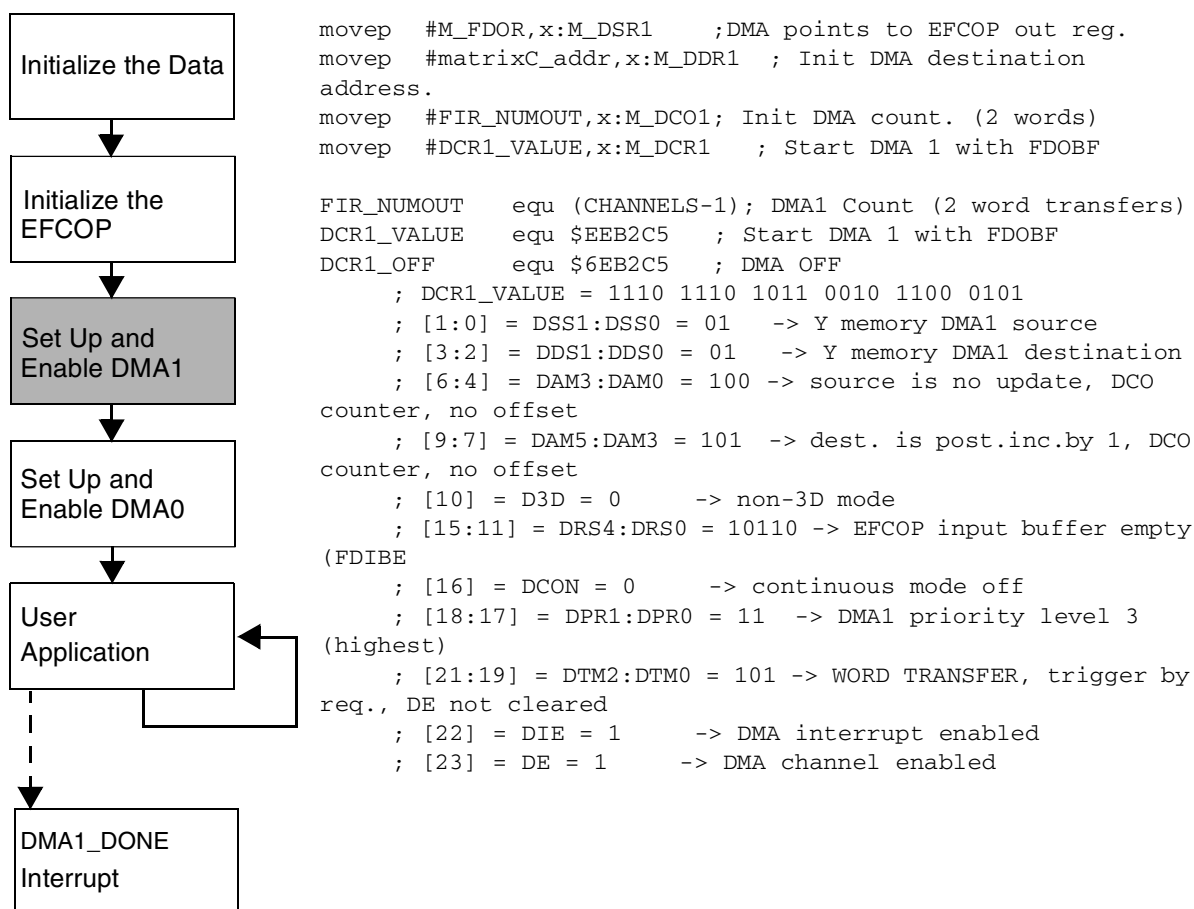 Initialize the Data
Initialize the
EFCOP
Set Up and
Enable DMA1
Set Up and
Enable DMA0
User
Application
DMA1_DONE
Interrupt
movep #M_FDOR,x:M_DSR1 ;DMA points to EFCOP out reg.
movep #matrixC_addr,x:M_DDR1 ; Init DMA destination
address.
movep #FIR_NUMOUT,x:M_DCO1; Init DMA count. (2 words)
movep #DCR1_VALUE,x:M_DCR1 ; Start DMA 1 with FDOBF
FIR_NUMOUT equ (CHANNELS-1); DMA1 Count (2 word transfers)
DCR1_VALUE equ $EEB2C5 ; Start DMA 1 with FDOBF
DCR1_OFF equ $6EB2C5 ; DMA OFF
; DCR1_VALUE = 1110 1110 1011 0010 1100 0101
; [1:0] = DSS1:DSS0 = 01 -> Y memory DMA1 source
; [3:2] = DDS1:DDS0 = 01 -> Y memory DMA1 destination
; [6:4] = DAM3:DAM0 = 100 -> source is no update, DCO
counter, no offset
; [9:7] = DAM5:DAM3 = 101 -> dest. is post.inc.by 1, DCO
counter, no offset
; [10] = D3D = 0 -> non-3D mode
; [15:11] = DRS4:DRS0 = 10110 -> EFCOP input buffer empty
(FDIBE
; [16] = DCON = 0 -> continuous mode off
; [18:17] = DPR1:DPR0 = 11 -> DMA1 priority level 3
(highest)
; [21:19] = DTM2:DTM0 = 101 -> WORD TRANSFER, trigger by
req., DE not cleared
; [22] = DIE = 1 -> DMA interrupt enabled
; [23] = DE = 1 -> DMA channel enabled